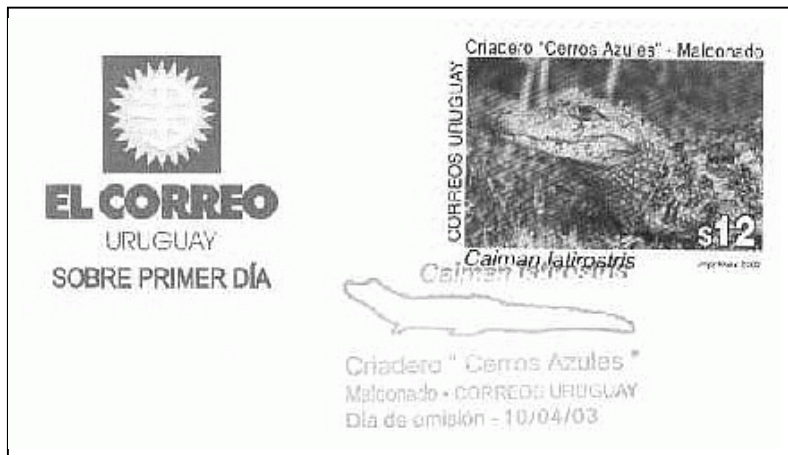 EL CORREO
URUGUAY
SOBRE PRIMER DÍA
Criadero "Cerros Azules" - Maldonado
CORREOS URUGUAY
$12
Caiman latirostris
Caiman latirostris
Criadero " Cerros Azules "
Maldonado - CORREOS URUGUAY
Día de emisión - 10/04/03